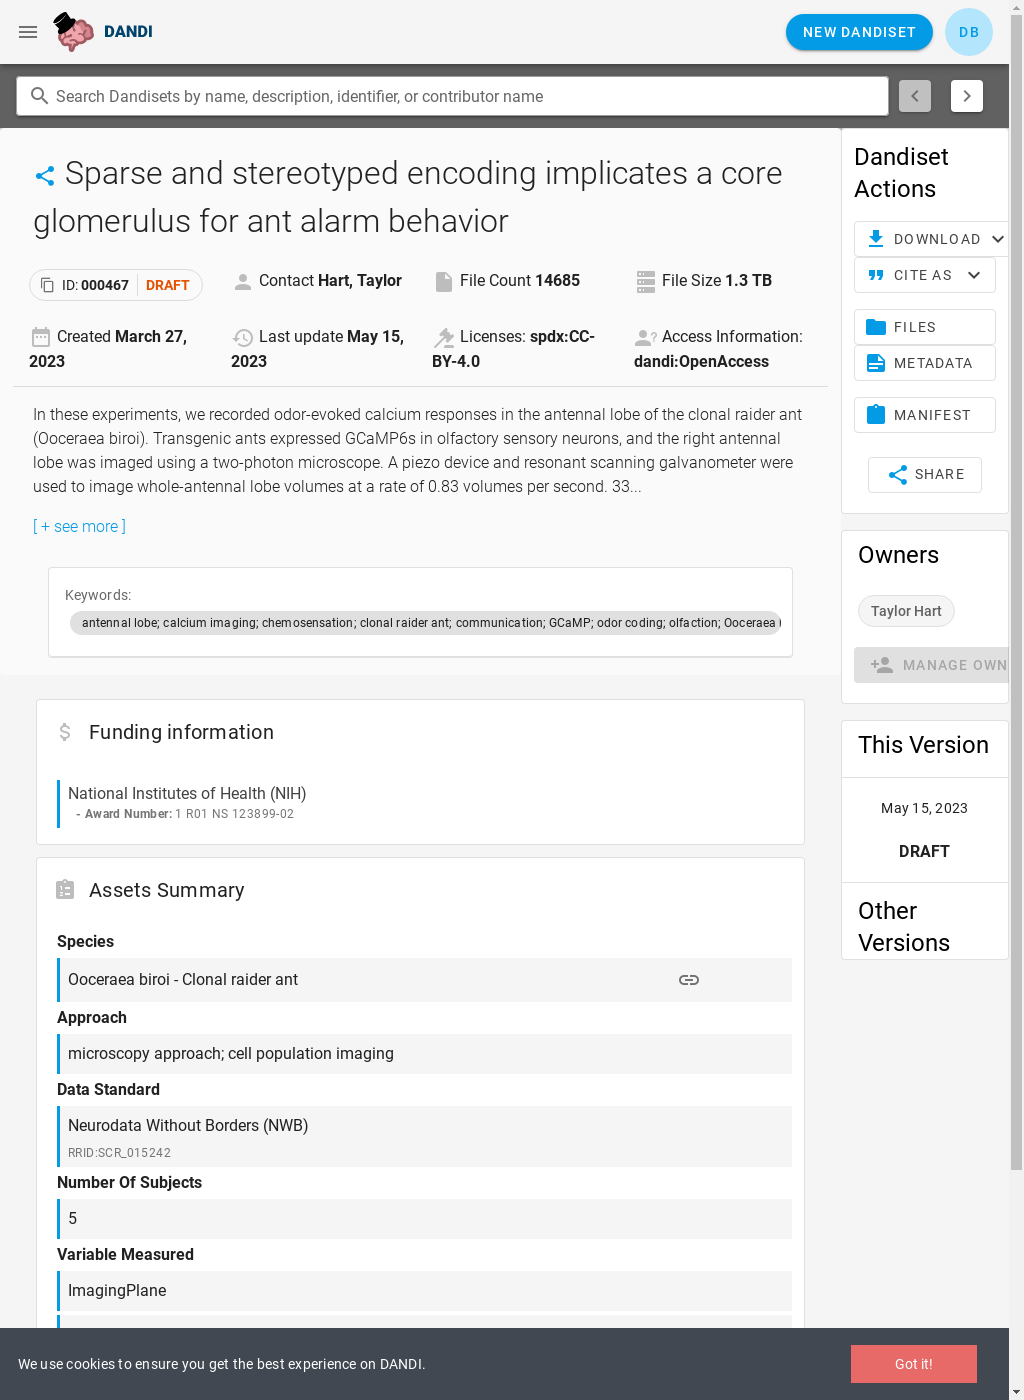 DANDI
NEW DANDISET
DB
Search Dandisets by name, description, identifier, or contributor name
Sparse and stereotyped encoding implicates a core
glomerulus for ant alarm behavior
ID: 000467 DRAFT
Contact Hart, Taylor
File Count 14685
File Size 1.3 TB
Created March 27,
2023
Last update May 15,
2023
Licenses: spdx:CC-
BY-4.0
Access Information:
dandi:OpenAccess
In these experiments, we recorded odor-evoked calcium responses in the antennal lobe of the clonal raider ant
(Ooceraea biroi). Transgenic ants expressed GCaMP6s in olfactory sensory neurons, and the right antennal
lobe was imaged using a two-photon microscope. A piezo device and resonant scanning galvanometer were
used to image whole-antennal lobe volumes at a rate of 0.83 volumes per second. 33...
[ + see more ]
Keywords:
antennal lobe; calcium imaging; chemosensation; clonal raider ant; communication; GCaMP; odor coding; olfaction; Ooceraea
Funding information
National Institutes of Health (NIH)
- Award Number: 1 R01 NS 123899-02
Assets Summary
Species
Ooceraea biroi - Clonal raider ant
Approach
microscopy approach; cell population imaging
Data Standard
Neurodata Without Borders (NWB)
RRID:SCR_015242
Number Of Subjects
5
Variable Measured
ImagingPlane
Dandiset
Actions
DOWNLOAD
CITE AS
FILES
METADATA
MANIFEST
SHARE
Owners
Taylor Hart
MANAGE OWN
This Version
May 15, 2023
DRAFT
Other
Versions
We use cookies to ensure you get the best experience on DANDI.
Got it!